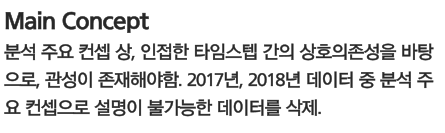 Main Concept
분석 주요 컨셉 상, 인접한 타임스텝 간의 상호의존성을 바탕
으로, 관성이 존재해야함. 2017년, 2018년 데이터 중 분석 주
요 컨셉으로 설명이 불가능한 데이터를 삭제.